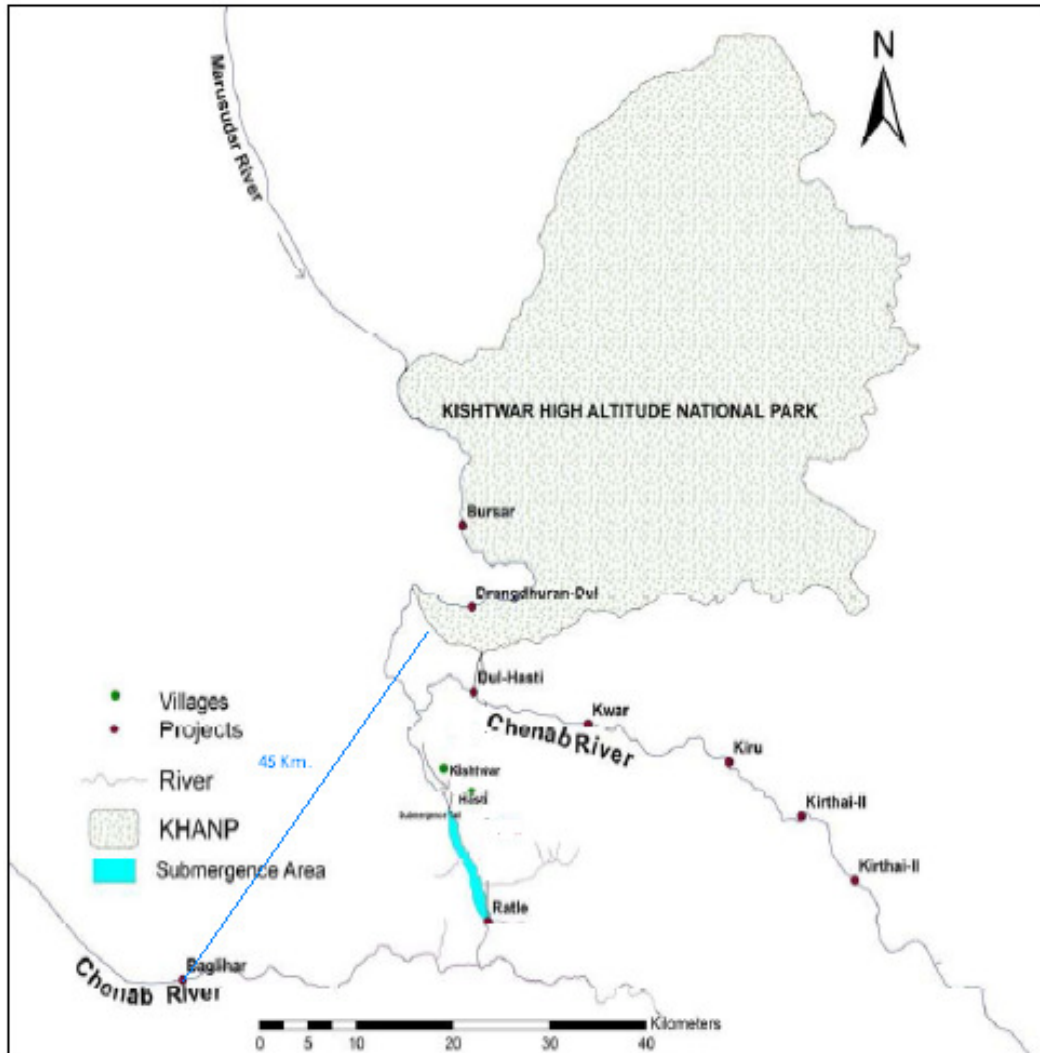 N
Marusudar River
KISHTWAR HIGH ALTITUDE NATIONAL PARK
Bursar
Drangdhuran-Dul
Dul-Hasti
Kwar
Chenab River
Kiru
Villages
Projects
45 Km.
Kishtwar
River
Hasti
Kirthai-II
Submergence
KHANP
Submergence Area
Kirthai-II
Ratle
Baglihar
Chenab River
Kilometers
0 5 10 20 30 40